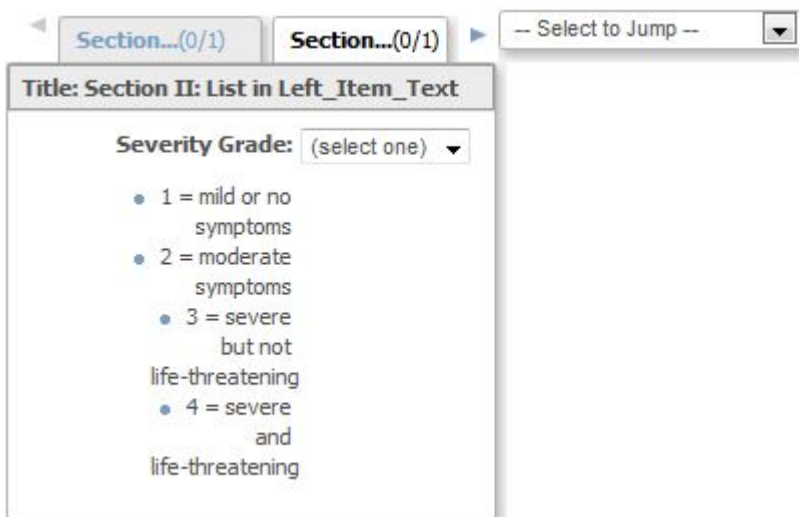 Section...(0/1) Section...(0/1) -- Select to Jump --
Title: Section II: List in Left_Item_Text
Severity Grade: (select one)
1 = mild or no
symptoms
2 = moderate
symptoms
3 = severe
but not
life-threatening
4 = severe
and
life-threatening